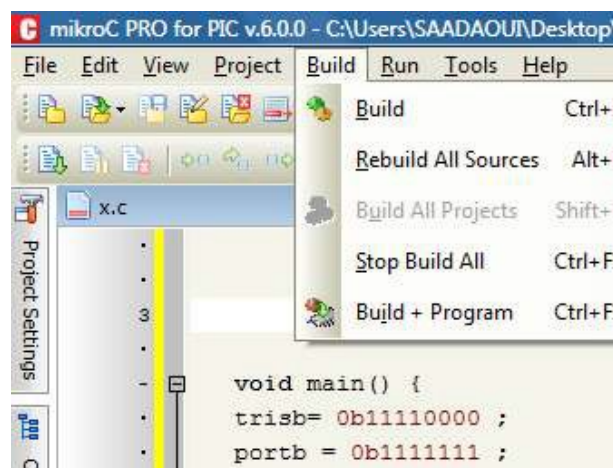 mikroC PRO for PIC v.6.0.0 - C:\Users\SAADAOUI\Desktop\
File Edit View Project Build Run Tools Help
Build Ctrl+
Rebuild All Sources Alt+
Build All Projects Shift+
Stop Build All Ctrl+F
Build + Program Ctrl+F
x.c
Project Settings
3
void main() {
trisb= 0b11110000 ;
portb = 0b1111111 ;